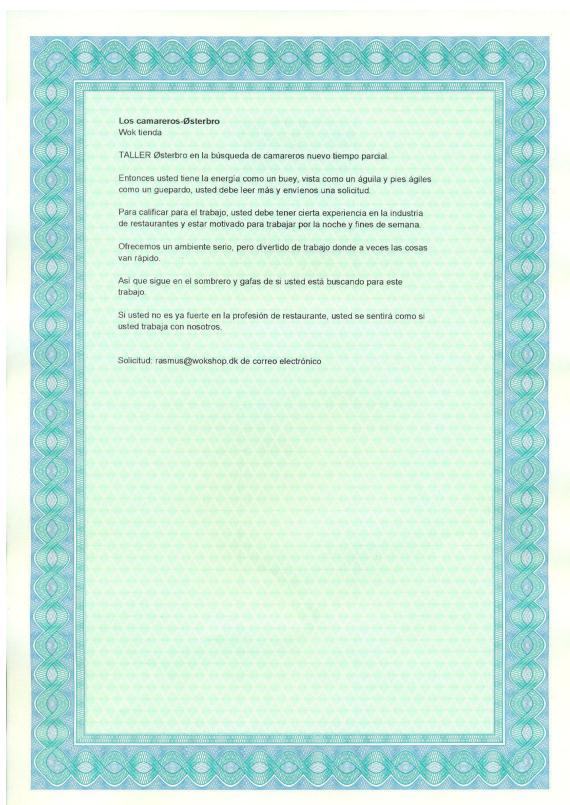 Los camareros-Østerbro
Wok tienda
TALLER Østerbro en la búsqueda de camareros nuevo tiempo parcial.
Entonces usted tiene la energía como un buey, vista como un águila y pies ágiles
como un guepardo, usted debe leer más y envíenos una solicitud.
Para calificar para el trabajo, usted debe tener cierta experiencia en la industria
de restaurantes y estar motivado para trabajar por la noche y fines de semana.
Ofrecemos un ambiente serio, pero divertido de trabajo donde a veces las cosas
van rápido.
Así que sigue en el sombrero y gafas de si usted está buscando para este
trabajo.
Si usted no es ya fuerte en la profesión de restaurante, usted se sentirá como si
usted trabaja con nosotros.
Solicitud: rasmus@wokshop.dk de correo electrónico